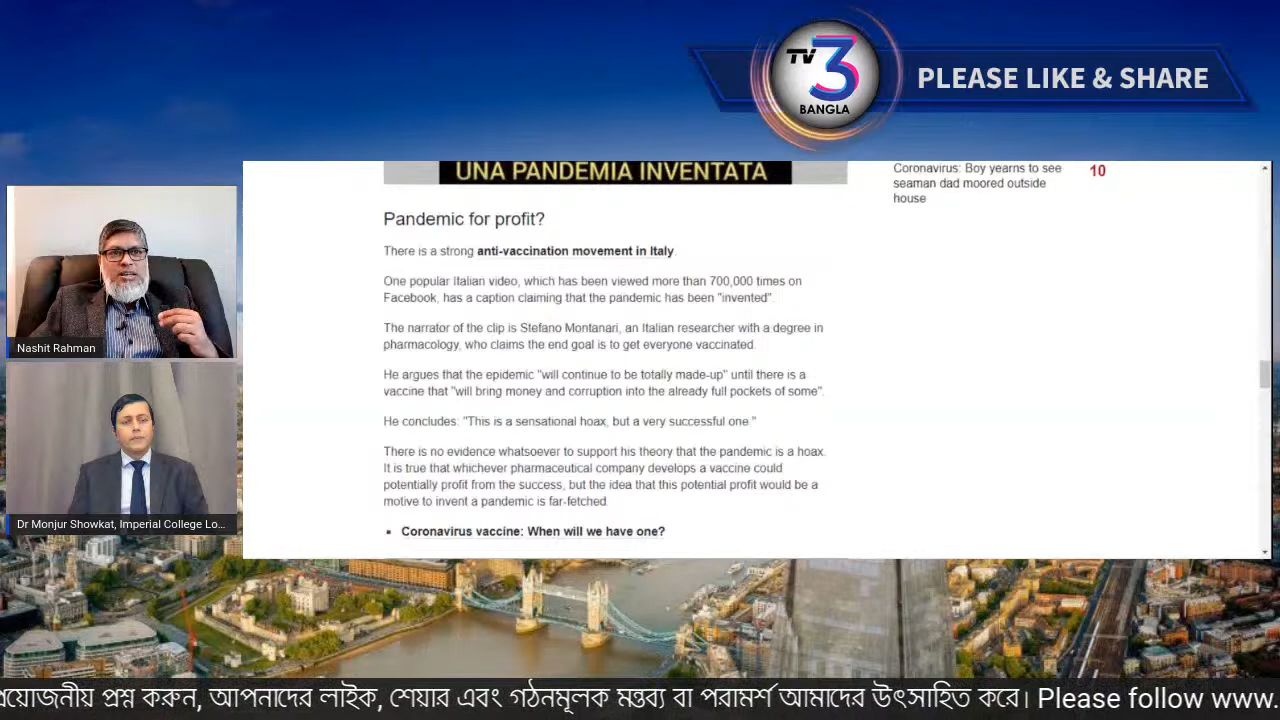 TV
3
BANGLA
PLEASE LIKE & SHARE
UNA PANDEMIA INVENTATA
Coronavirus: Boy yearns to see
seaman dad moored outside
house
10
Pandemic for profit?
There is a strong anti-vaccination movement in Italy.
One popular Italian video, which has been viewed more than 700,000 times on
Facebook, has a caption claiming that the pandemic has been "invented".
The narrator of the clip is Stefano Montanari, an Italian researcher with a degree in
pharmacology, who claims the end goal is to get everyone vaccinated.
He argues that the epidemic "will continue to be totally made-up" until there is a
vaccine that "will bring money and corruption into the already full pockets of some".
He concludes: "This is a sensational hoax, but a very successful one."
There is no evidence whatsoever to support his theory that the pandemic is a hoax.
It is true that whichever pharmaceutical company develops a vaccine could
potentially profit from the success, but the idea that this potential profit would be a
motive to invent a pandemic is far-fetched.
Coronavirus vaccine: When will we have one?
Nashit Rahman
Dr Monjur Showkat, Imperial College Lo...
প্রয়োজনীয় প্রশ্ন করুন, আপনাদের লাইক, শেয়ার এবং গঠনমূলক মন্তব্য বা পরামর্শ আমাদের উৎসাহিত করে। Please follow www.